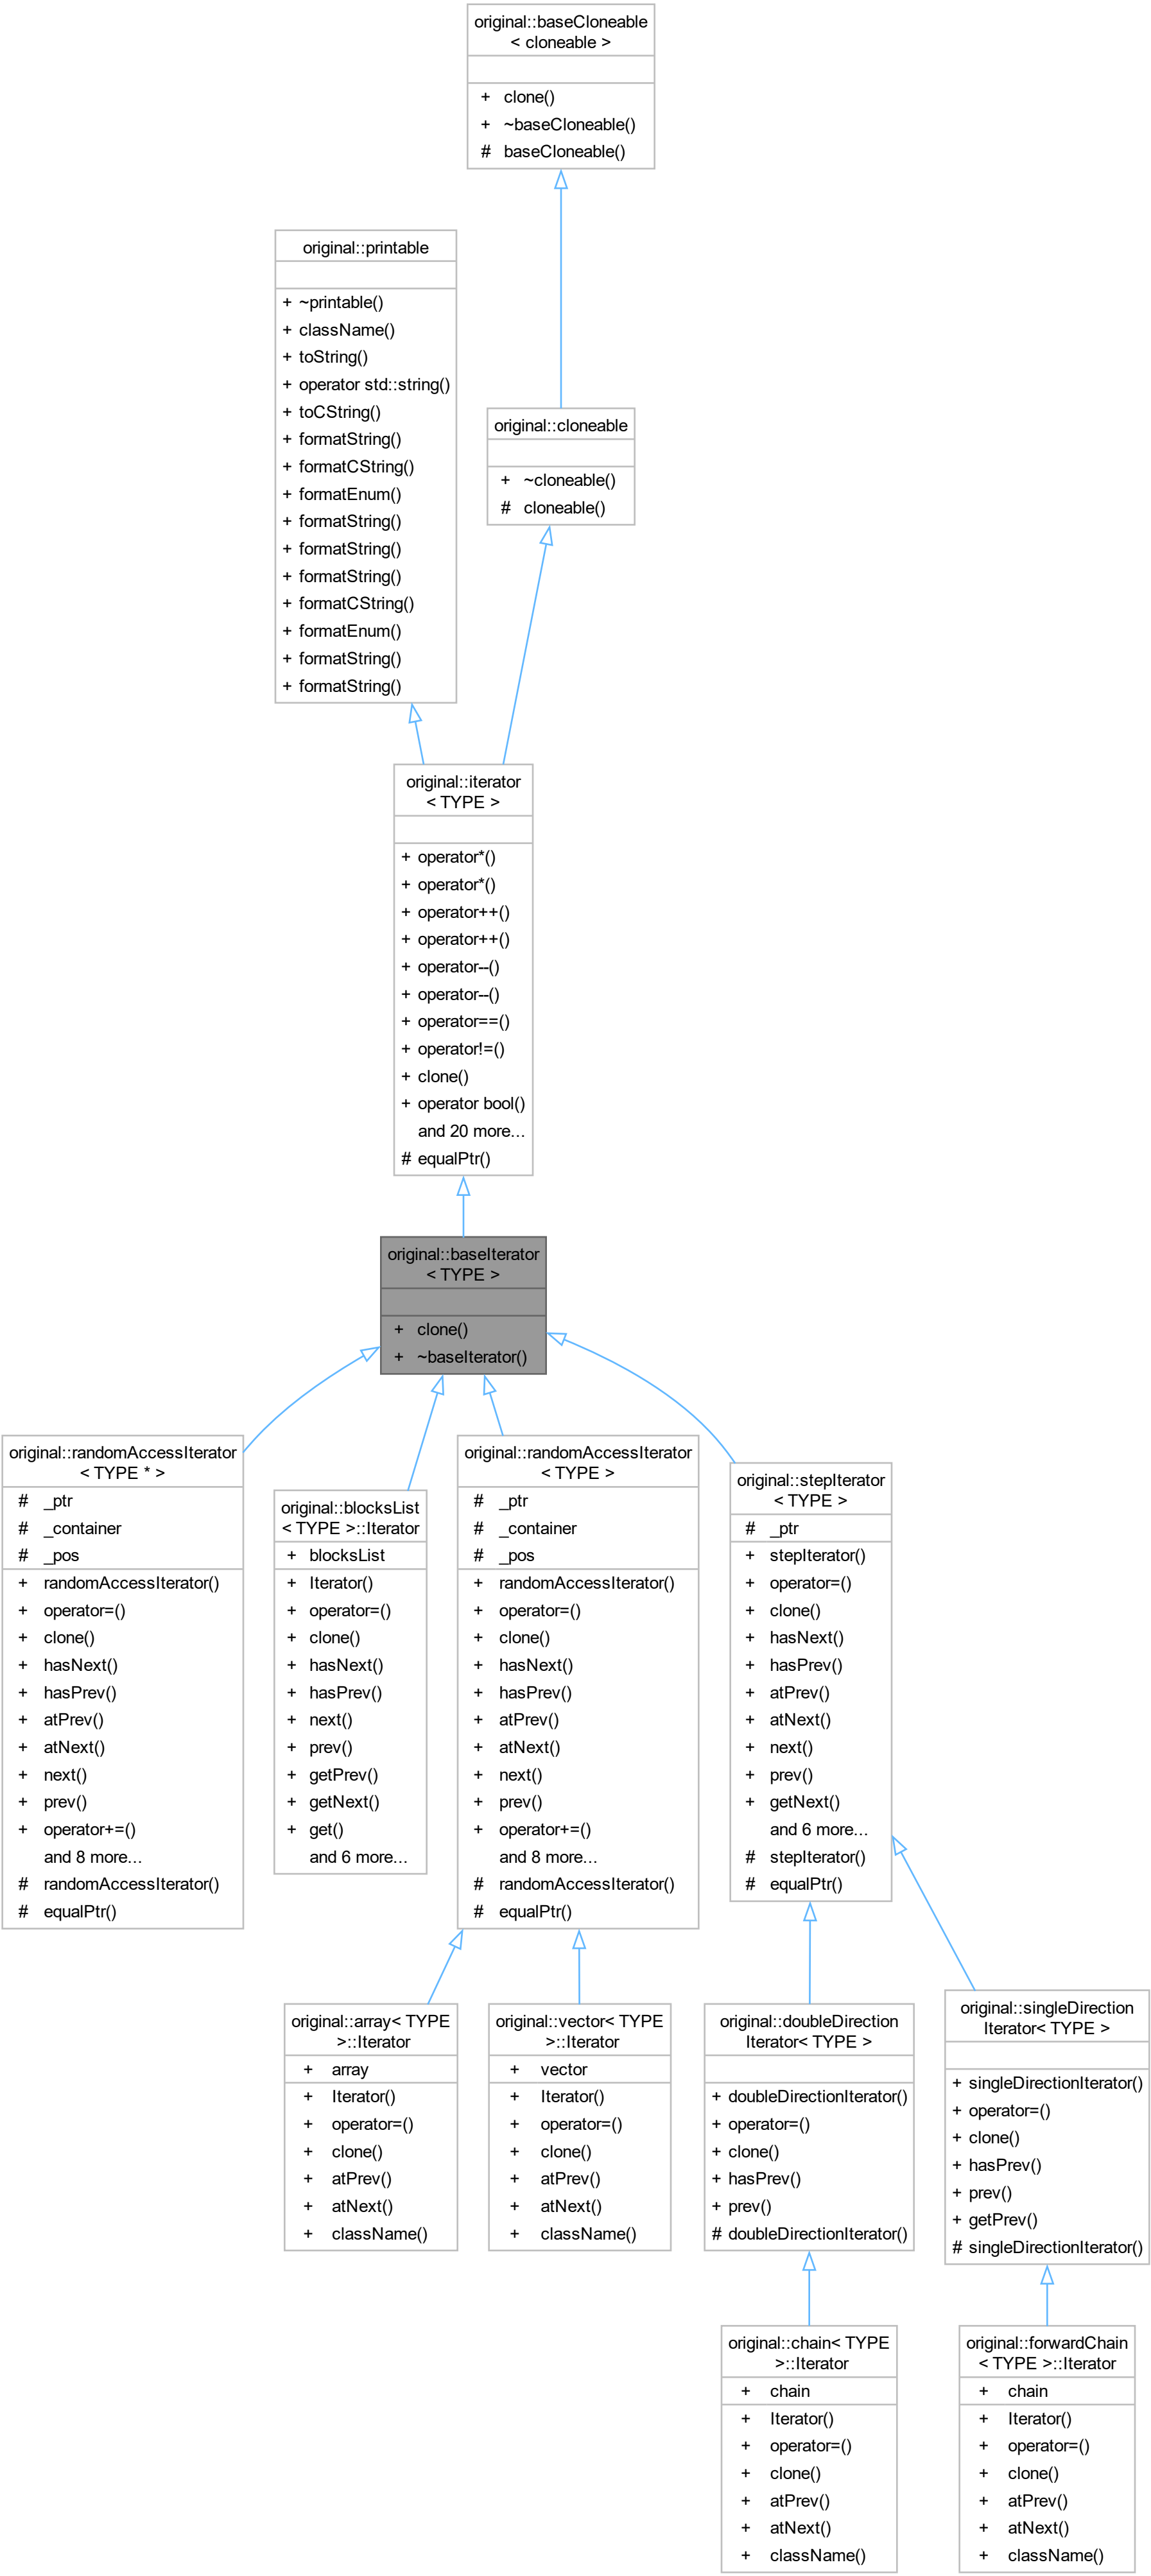 original::baseCloneable
< cloneable >
+ clone()
+ ~baseCloneable()
# baseCloneable()
original::printable
+ ~printable()
+ className()
+ toString()
+ operator std::string()
+ toCString()
+ formatString()
+ formatCString()
+ formatEnum()
+ formatString()
+ formatString()
+ formatString()
+ formatCString()
+ formatEnum()
+ formatString()
+ formatString()
original::cloneable
+ ~cloneable()
# cloneable()
original::iterator
< TYPE >
+ operator*()
+ operator*()
+ operator++()
+ operator++()
+ operator--()
+ operator--()
+ operator==()
+ operator!=()
+ clone()
+ operator bool()
and 20 more...
# equalPtr()
original::baseIterator
< TYPE >
+ clone()
+ ~baseIterator()
original::randomAccessIterator
< TYPE * >
# _ptr
# _container
# _pos
+ randomAccessIterator()
+ operator=()
+ clone()
+ hasNext()
+ hasPrev()
+ atPrev()
+ atNext()
+ next()
+ prev()
+ operator+=()
and 8 more...
# randomAccessIterator()
# equalPtr()
original::blocksList
< TYPE >::Iterator
+ blocksList
+ Iterator()
+ operator=()
+ clone()
+ hasNext()
+ hasPrev()
+ next()
+ prev()
+ getPrev()
+ getNext()
+ get()
and 6 more...
original::randomAccessIterator
< TYPE >
# _ptr
# _container
# _pos
+ randomAccessIterator()
+ operator=()
+ clone()
+ hasNext()
+ hasPrev()
+ atPrev()
+ atNext()
+ next()
+ prev()
+ operator+=()
and 8 more...
# randomAccessIterator()
# equalPtr()
original::stepIterator
< TYPE >
# _ptr
+ stepIterator()
+ operator=()
+ clone()
+ hasNext()
+ hasPrev()
+ atPrev()
+ atNext()
+ next()
+ prev()
+ getNext()
and 6 more...
# stepIterator()
# equalPtr()
original::array< TYPE
>::Iterator
+ array
+ Iterator()
+ operator=()
+ clone()
+ atPrev()
+ atNext()
+ className()
original::vector< TYPE
>::Iterator
+ vector
+ Iterator()
+ operator=()
+ clone()
+ atPrev()
+ atNext()
+ className()
original::doubleDirection
Iterator< TYPE >
+ doubleDirectionIterator()
+ operator=()
+ clone()
+ hasPrev()
+ prev()
# doubleDirectionIterator()
original::singleDirection
Iterator< TYPE >
+ singleDirectionIterator()
+ operator=()
+ clone()
+ hasPrev()
+ prev()
+ getPrev()
# singleDirectionIterator()
original::chain< TYPE
>::Iterator
+ chain
+ Iterator()
+ operator=()
+ clone()
+ atPrev()
+ atNext()
+ className()
original::forwardChain
< TYPE >::Iterator
+ chain
+ Iterator()
+ operator=()
+ clone()
+ atPrev()
+ atNext()
+ className()